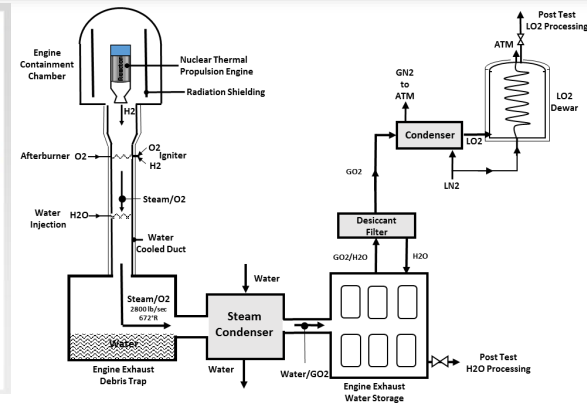 Engine
Containment
Chamber
Reactor
Nuclear Thermal
Propulsion Engine
Radiation Shielding
H2
Afterburner O2
O2
Igniter
H2
Steam/O2
Water
Injection
H2O
Water
Cooled Duct
Steam/O2
2800 lb/sec
672°R
Water
Engine Exhaust
Debris Trap
Water
Steam
Condenser
Water
Water/GO2
GO2/H2O
H2O
Desiccant
Filter
GO2
GN2
to
ATM
Condenser
LO2
LN2
ATM
Post Test
LO2 Processing
LO2
Dewar
Engine Exhaust
Water Storage
Post Test
H2O Processing